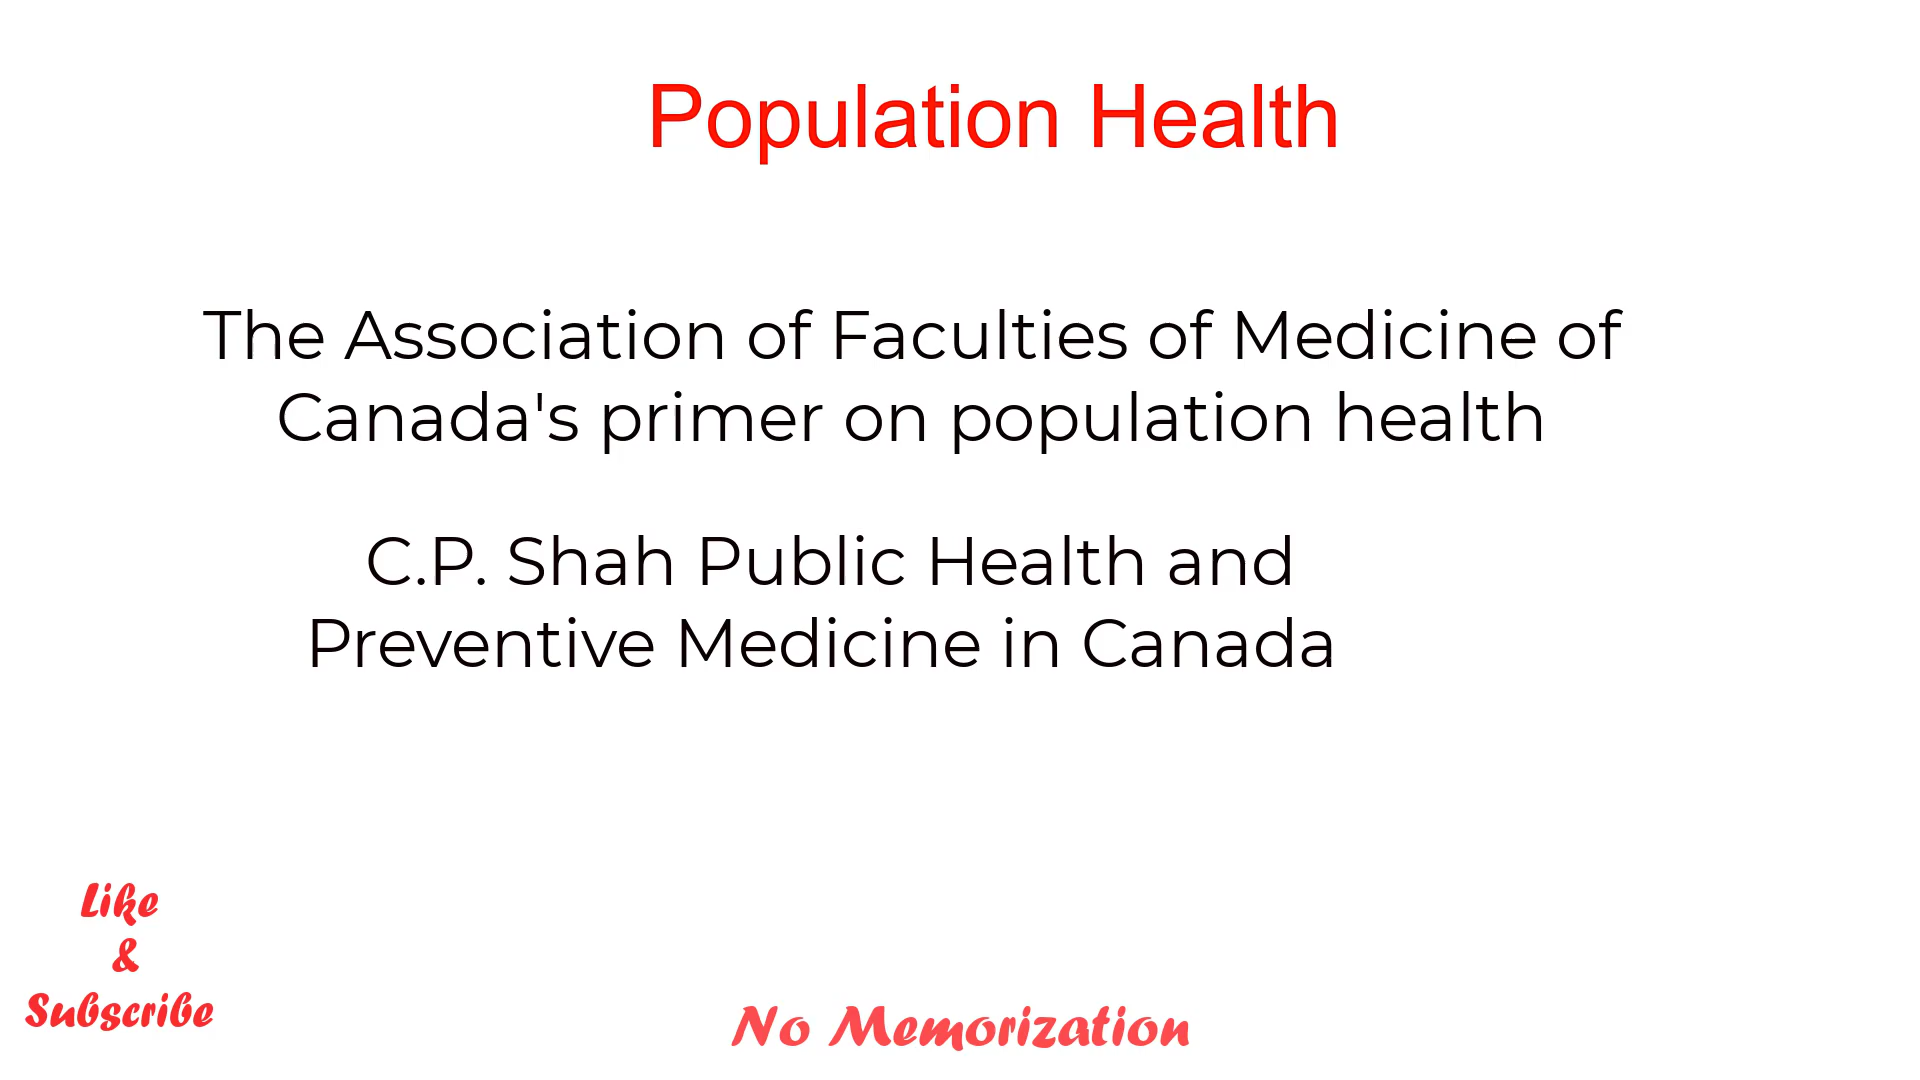 Population Health
The Association of Faculties of Medicine of
Canada's primer on population health
C.P. Shah Public Health and
Preventive Medicine in Canada
Like
&
Subscribe
No Memorization